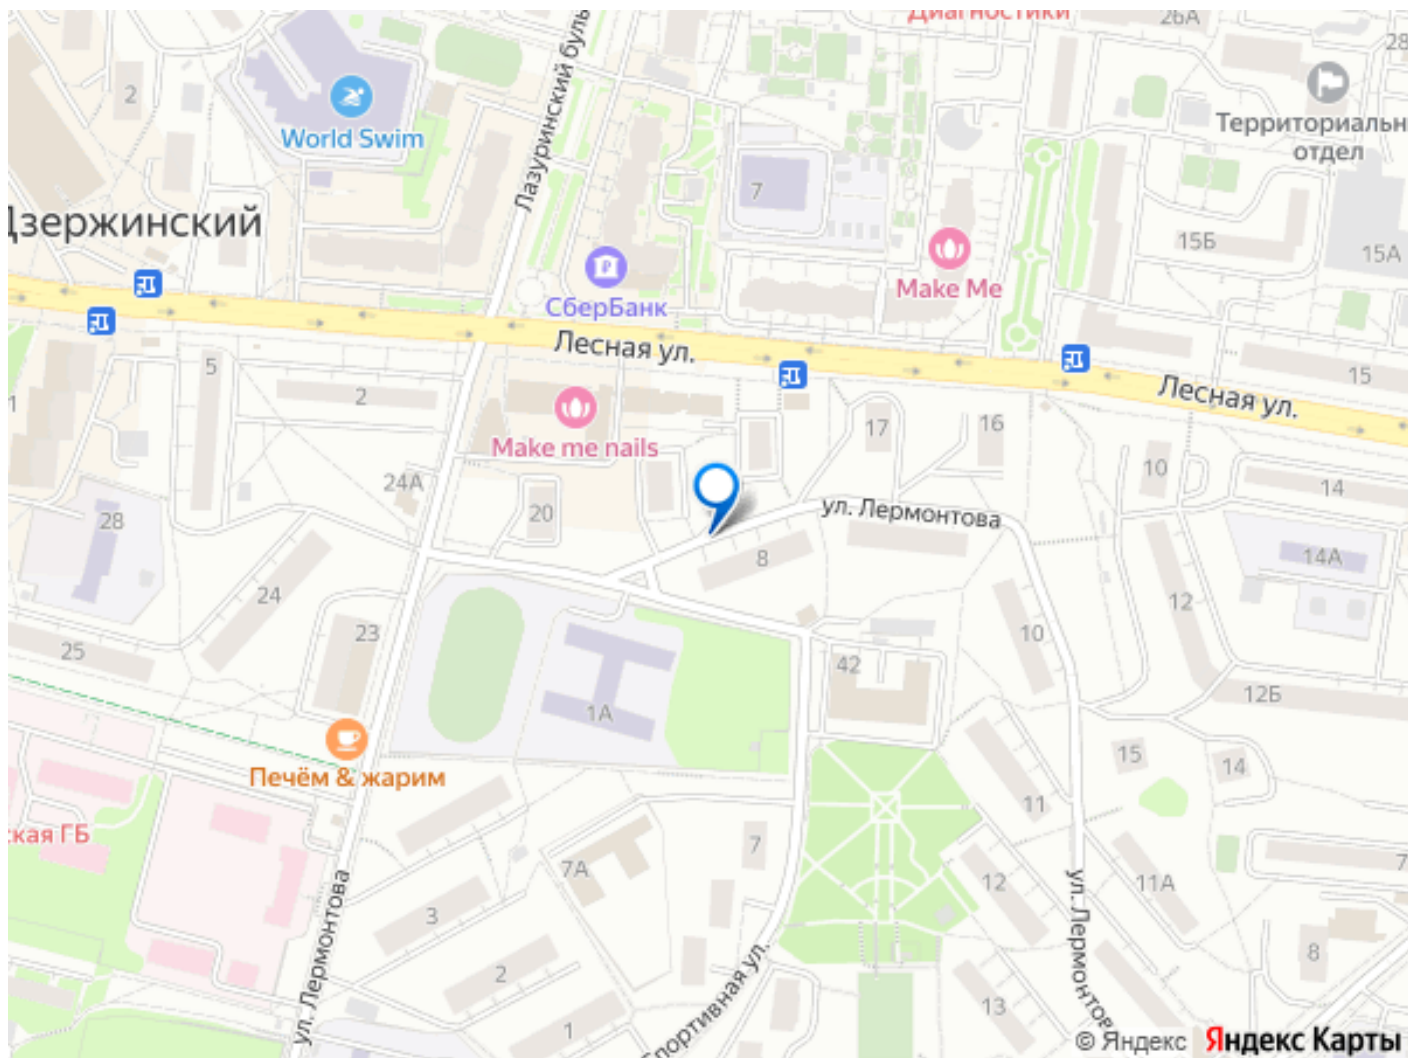 Диагностики
26А
28
2
World Swim
Лазуринский буль
Территориальн
отдел
7
Дзержинский
15Б
15А
Make Me
СберБанк
Лесная ул.
5
2
15
Лесная ул.
1
Make me nails
17
16
10
14
24А
20
28
ул. Лермонтова
8
14А
24
12
23
10
25
42
12Б
1А
15
14
Печём & жарим
11
ская ГБ
7
7
7А
12
11А
ул. Лермонтова
ул. Лермонтова
3
8
2
Спортивная ул.
13
1
© Яндекс Яндекс Карты